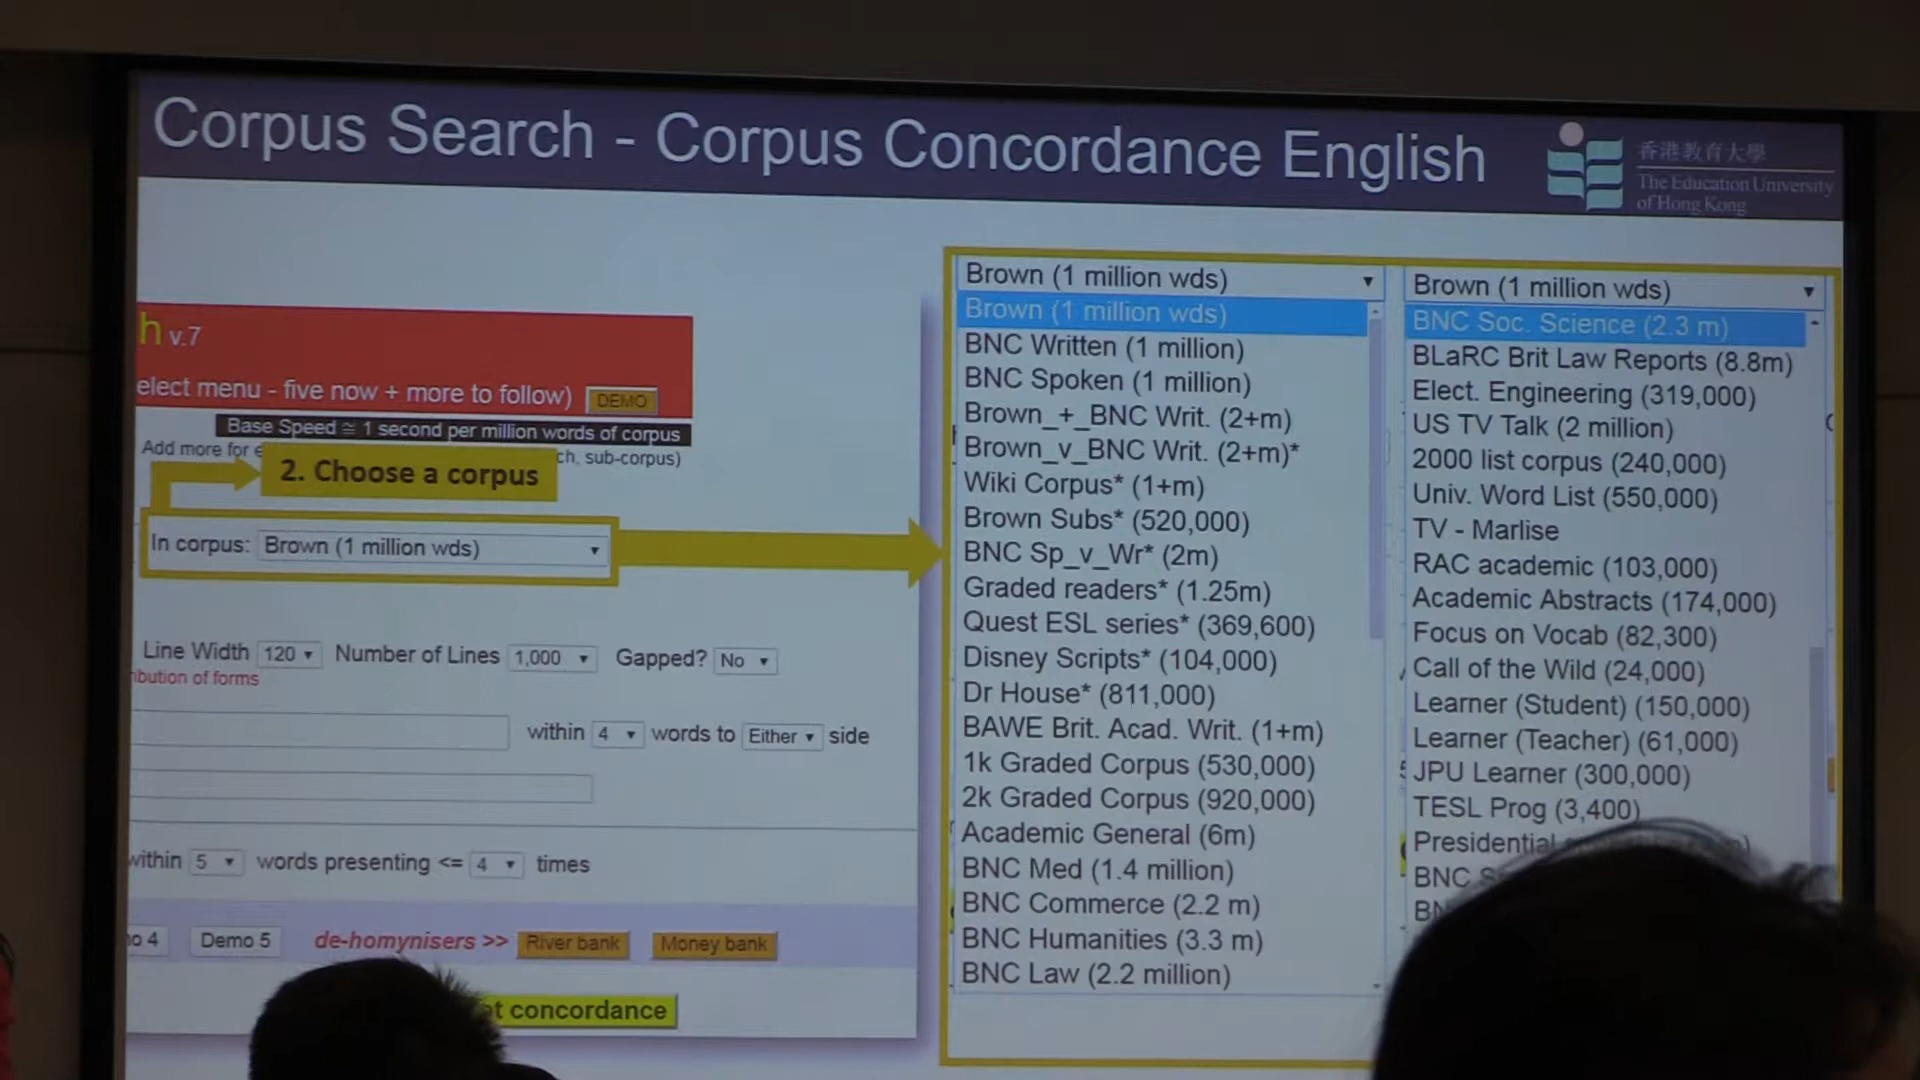 Corpus Search - Corpus Concordance English
香港教育大學
The Education University
of Hong Kong
h v.7
elect menu - five now + more to follow) DEMO
Base Speed ≅ 1 second per million words of corpus
Add more for e
ch, sub-corpus)
2. Choose a corpus
In corpus: Brown (1 million wds)
Line Width 120 Number of Lines 1,000 Gapped? No
ibution of forms
within 4 words to Either side
within 5 words presenting <= 4 times
no 4 Demo 5 de-homynisers >> River bank Money bank
t concordance
Brown (1 million wds)
Brown (1 million wds)
BNC Written (1 million)
BNC Spoken (1 million)
Brown_+_BNC Writ. (2+m)
Brown_v_BNC Writ. (2+m)*
Wiki Corpus* (1+m)
Brown Subs* (520,000)
BNC Sp_v_Wr* (2m)
Graded readers* (1.25m)
Quest ESL series* (369,600)
Disney Scripts* (104,000)
Dr House* (811,000)
BAWE Brit. Acad. Writ. (1+m)
1k Graded Corpus (530,000)
2k Graded Corpus (920,000)
Academic General (6m)
BNC Med (1.4 million)
BNC Commerce (2.2 m)
BNC Humanities (3.3 m)
BNC Law (2.2 million)
Brown (1 million wds)
BNC Soc. Science (2.3 m)
BLaRC Brit Law Reports (8.8m)
Elect. Engineering (319,000)
US TV Talk (2 million)
2000 list corpus (240,000)
Univ. Word List (550,000)
TV - Marlise
RAC academic (103,000)
Academic Abstracts (174,000)
Focus on Vocab (82,300)
Call of the Wild (24,000)
Learner (Student) (150,000)
Learner (Teacher) (61,000)
JPU Learner (300,000)
TESL Prog (3,400)
Presidential
BNC S
BN